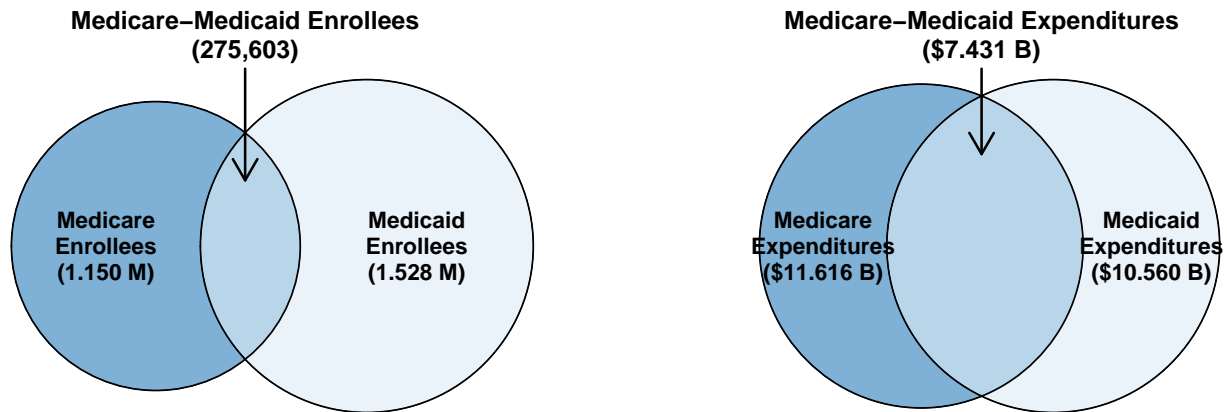 Medicare−Medicaid Enrollees
(275,603)
Medicare
Enrollees
(1.150 M)
Medicaid
Enrollees
(1.528 M)
Medicare−Medicaid Expenditures
($7.431 B)
Medicare
Expenditures
($11.616 B)
Medicaid
Expenditures
($10.560 B)